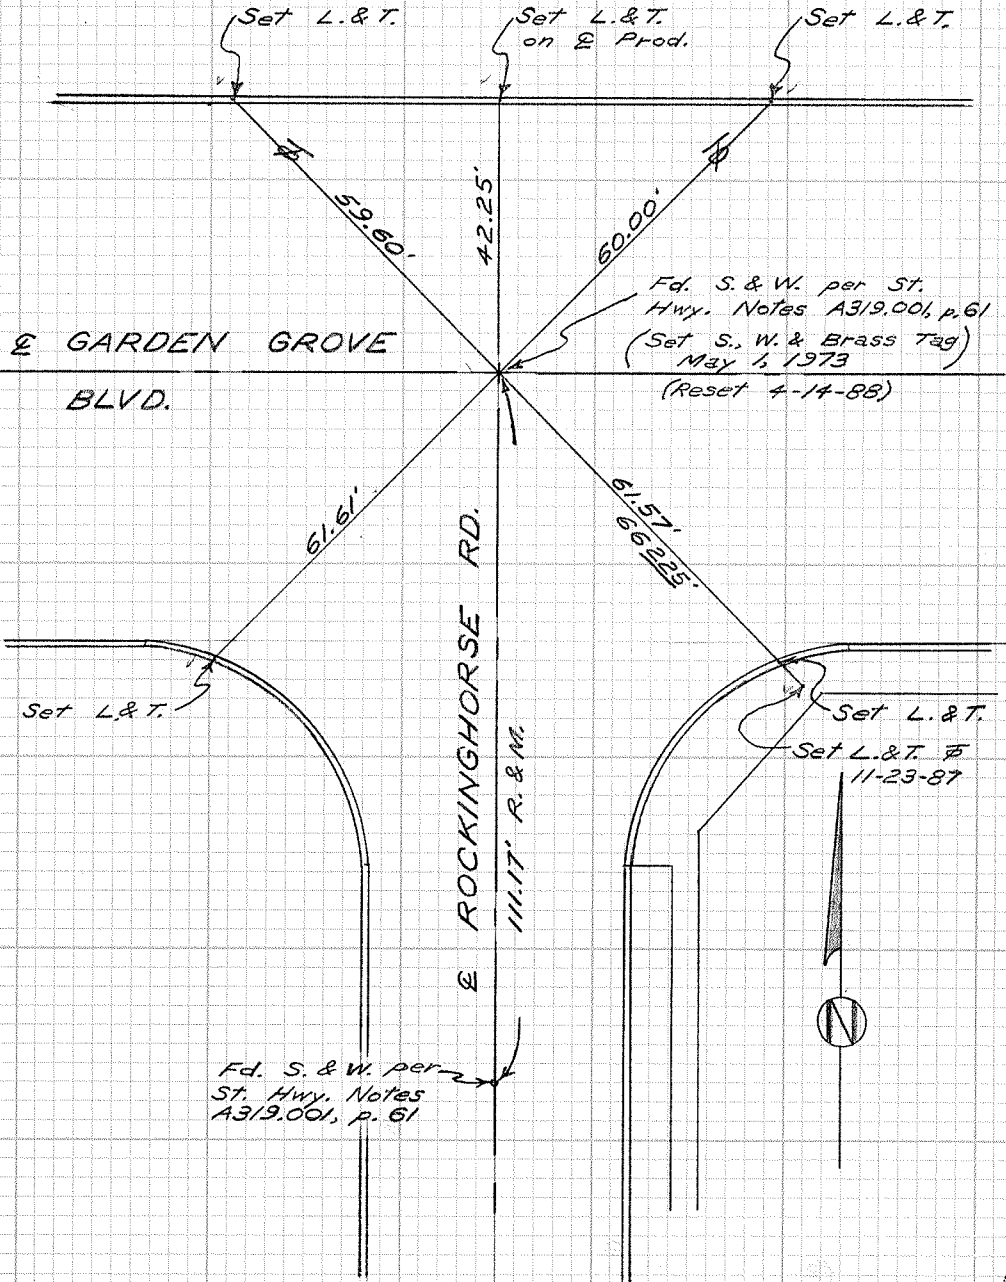 Set L.&T.
Set L.&T.
on ℄ Prod.
Set L.&T.
59.60'
42.25'
60.00'
Fd. S. & W. per St.
Hwy. Notes A319.001, p.61
(Set S., W. & Brass Tag)
May 1, 1973
(Reset 4-14-88)
℄ GARDEN GROVE
BLVD.
61.61'
61.57'
66.225'
℄ ROCKINGHORSE RD.
111.17' R.&M.
Set L.&T.
Set L.&T.
Set L.&T.
11-23-87
N
Fd. S. & W. per
St. Hwy. Notes
A319.001, p. 61